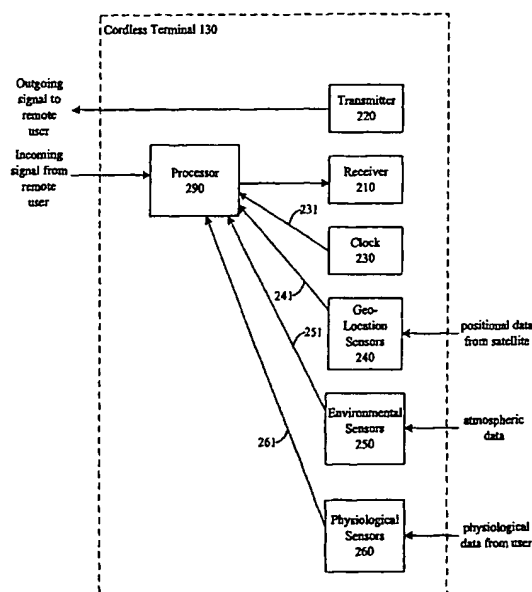 Cordless Terminal 130
Outgoing
signal to
remote
user
Transmitter
220
Incoming
signal from
remote
user
Processor
290
Receiver
210
231
Clock
230
241
Geo-
Location
Sensors
240
positional data
from satellite
251
Environmental
Sensors
250
atmospheric
data
261
Physiological
Sensors
260
physiological
data from user